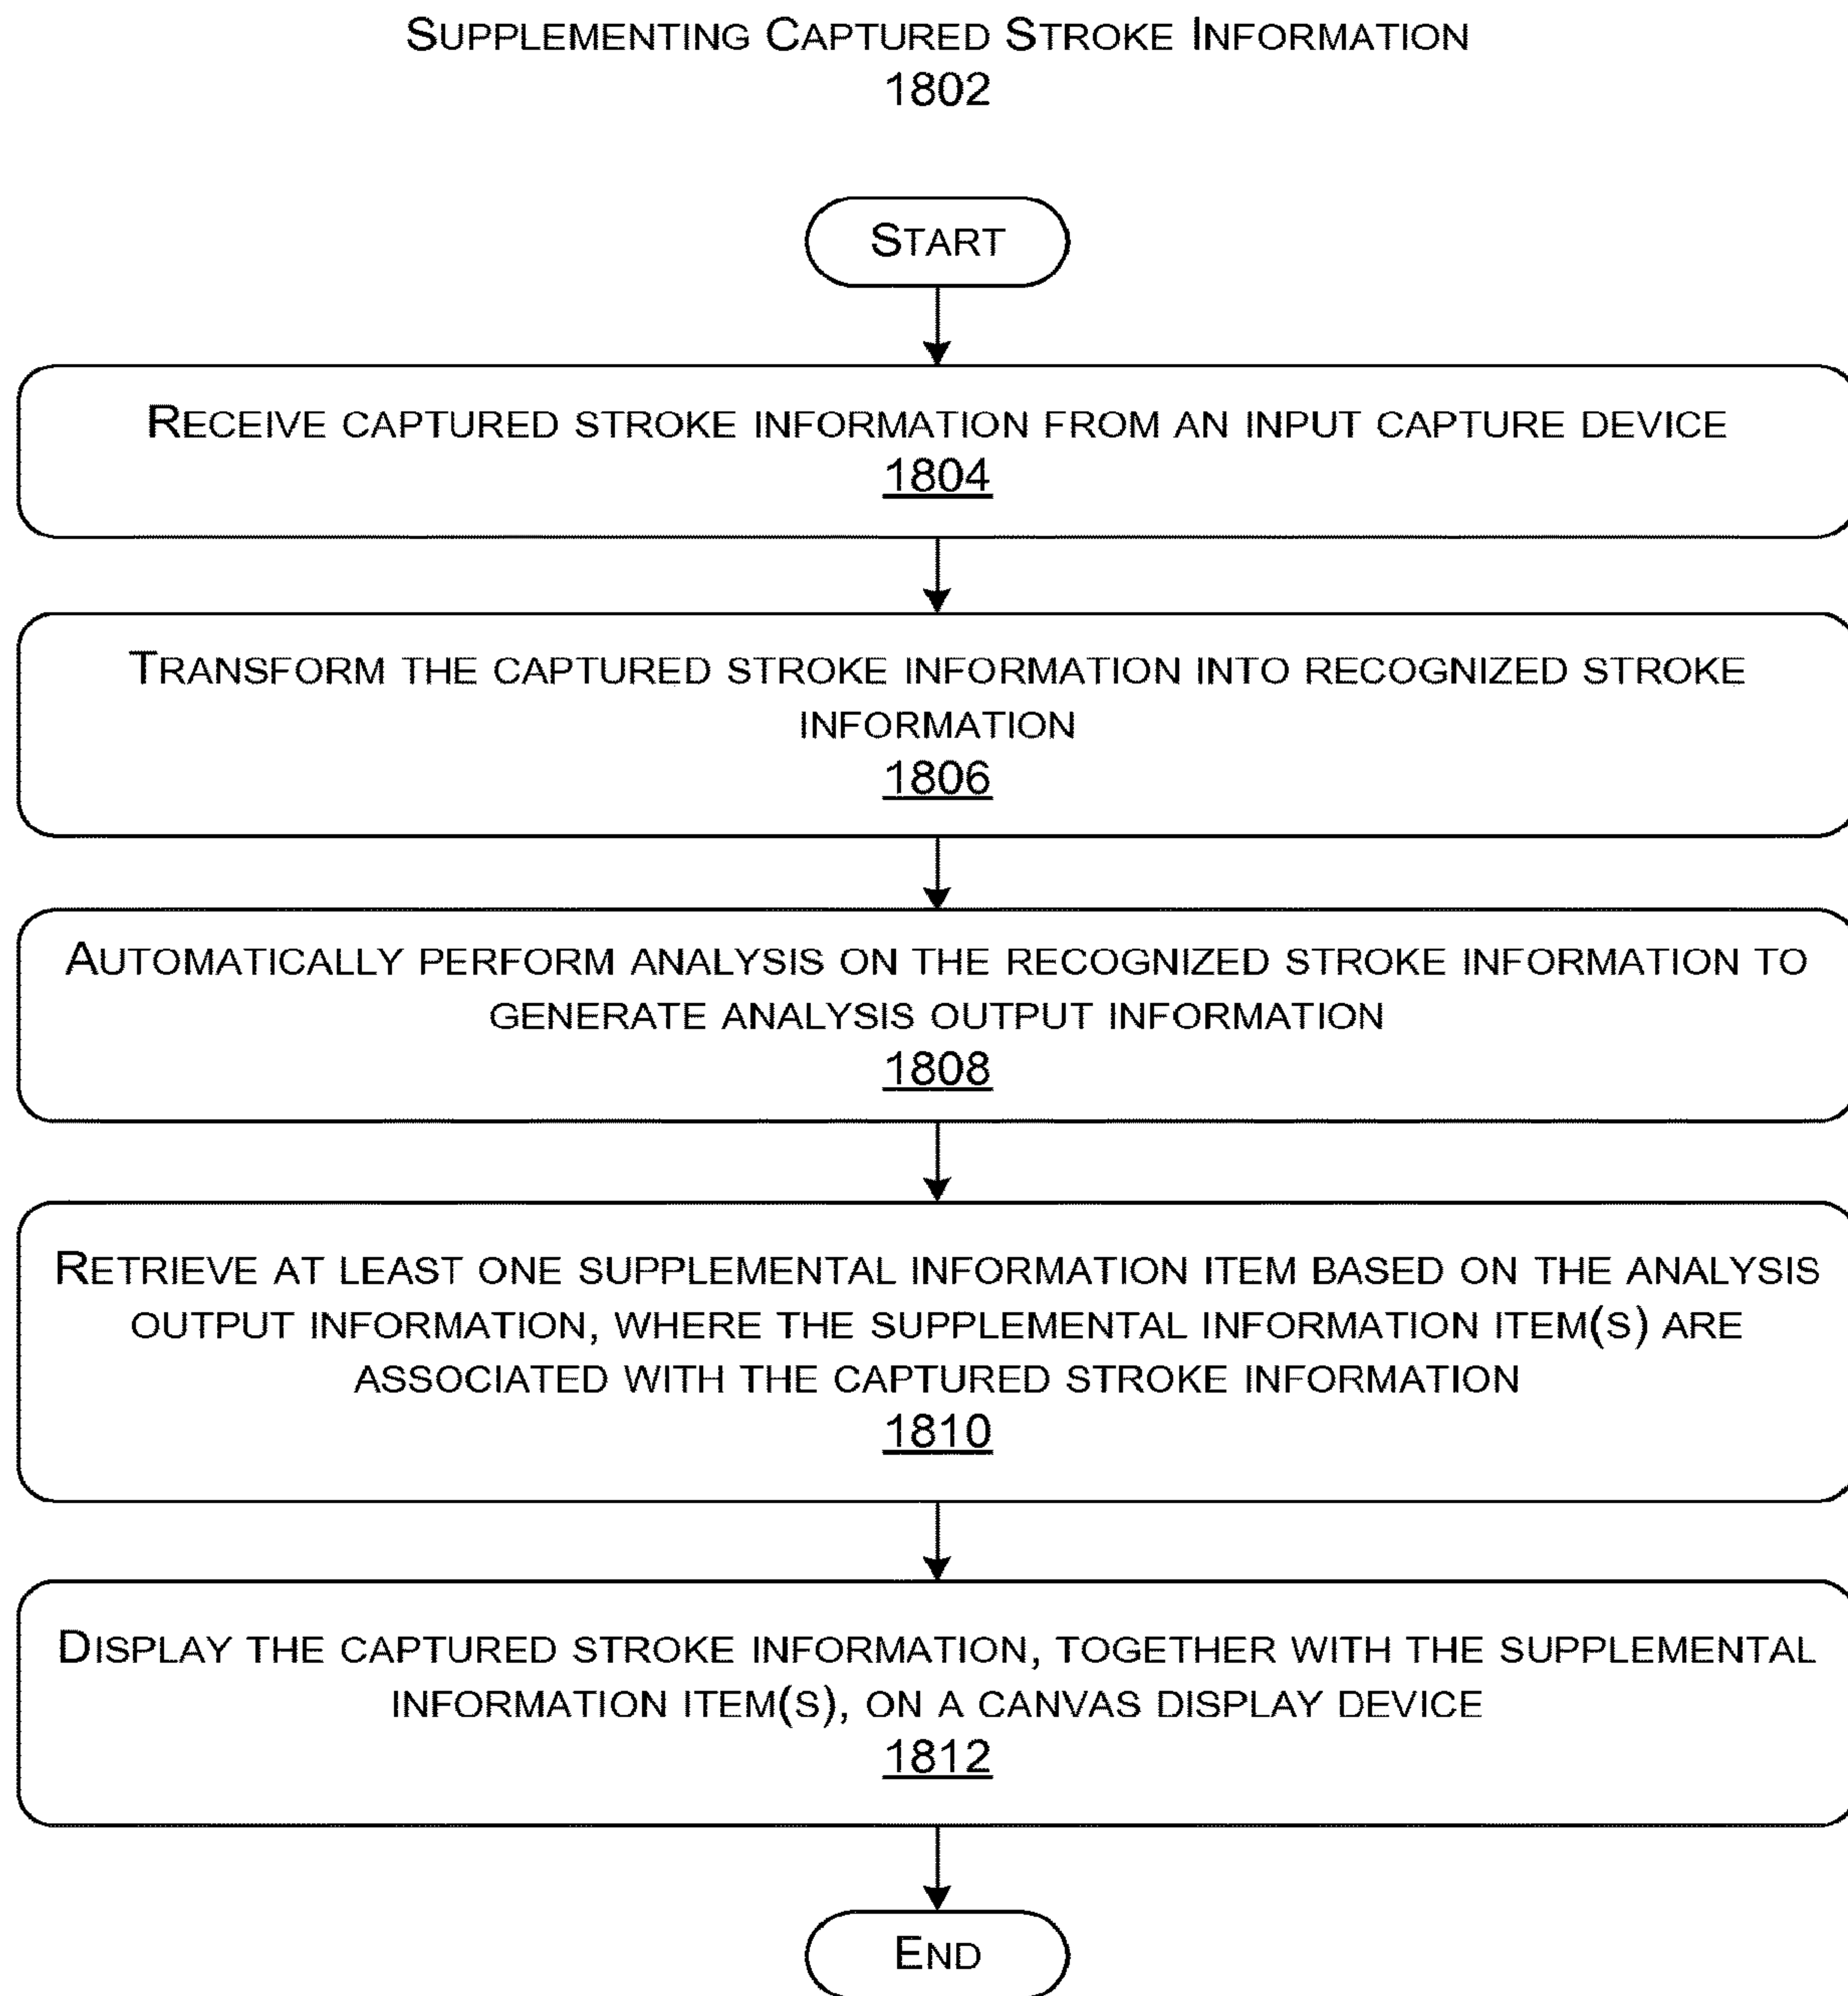 SUPPLEMENTING CAPTURED STROKE INFORMATION
1802
START
RECEIVE CAPTURED STROKE INFORMATION FROM AN INPUT CAPTURE DEVICE
1804
TRANSFORM THE CAPTURED STROKE INFORMATION INTO RECOGNIZED STROKE
INFORMATION
1806
AUTOMATICALLY PERFORM ANALYSIS ON THE RECOGNIZED STROKE INFORMATION TO
GENERATE ANALYSIS OUTPUT INFORMATION
1808
RETRIEVE AT LEAST ONE SUPPLEMENTAL INFORMATION ITEM BASED ON THE ANALYSIS
OUTPUT INFORMATION, WHERE THE SUPPLEMENTAL INFORMATION ITEM(S) ARE
ASSOCIATED WITH THE CAPTURED STROKE INFORMATION
1810
DISPLAY THE CAPTURED STROKE INFORMATION, TOGETHER WITH THE SUPPLEMENTAL
INFORMATION ITEM(S), ON A CANVAS DISPLAY DEVICE
1812
END